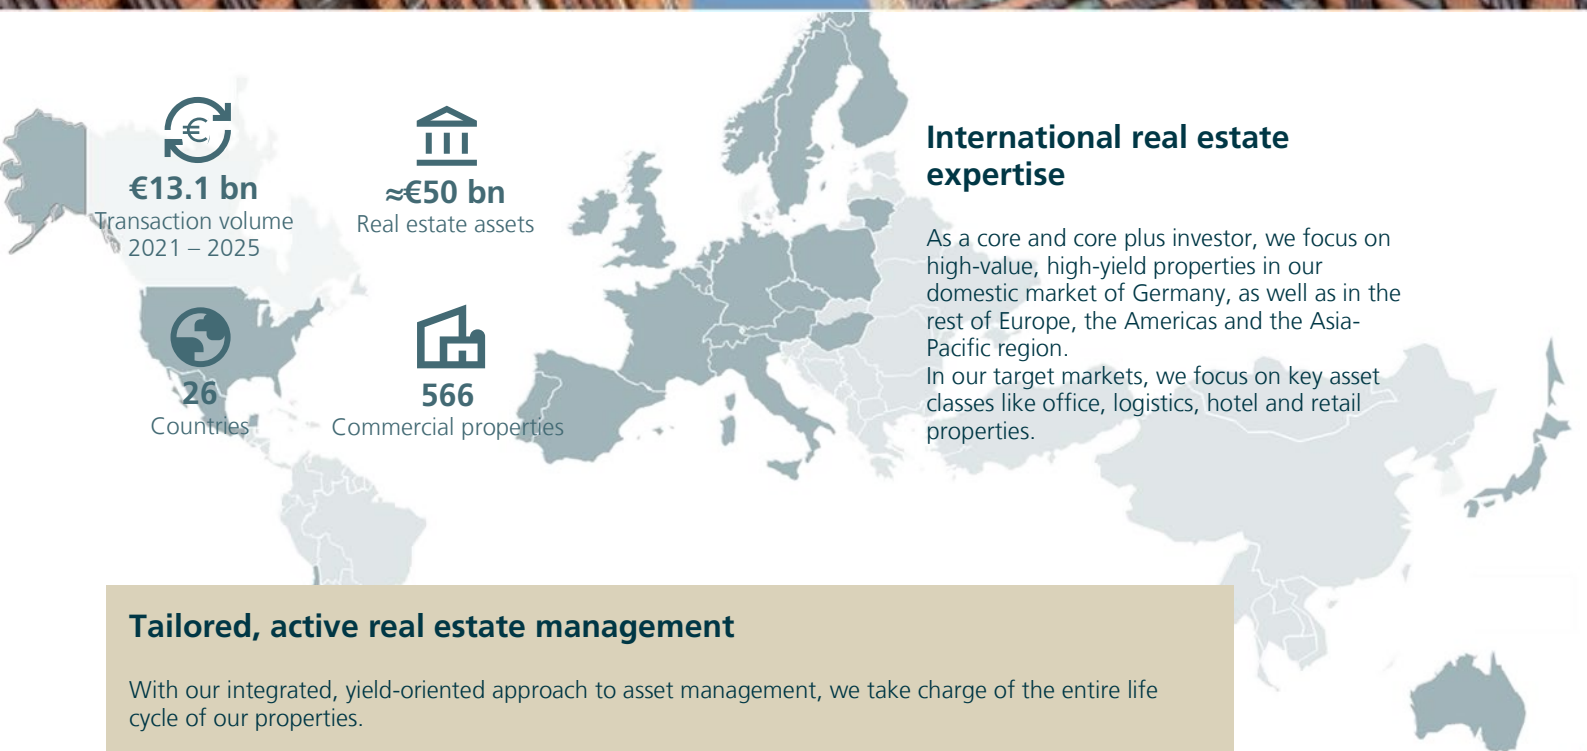 €13.1 bn
Transaction volume
2021 – 2025
≈€50 bn
Real estate assets
26
Countries
566
Commercial properties
International real estate
expertise
As a core and core plus investor, we focus on
high-value, high-yield properties in our
domestic market of Germany, as well as in the
rest of Europe, the Americas and the Asia-
Pacific region.
In our target markets, we focus on key asset
classes like office, logistics, hotel and retail
properties.
Tailored, active real estate management
With our integrated, yield-oriented approach to asset management, we take charge of the entire life
cycle of our properties.